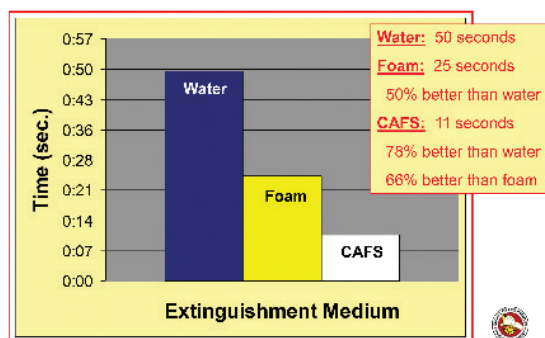 0:57
0:50
0:43
0:36
0:28
0:21
0:14
0:07
0:00
Time (sec.)
Water
Foam
CAFS
Extinguishment Medium
Water: 50 seconds
Foam: 25 seconds
50% better than water
CAFS: 11 seconds
78% better than water
66% better than foam